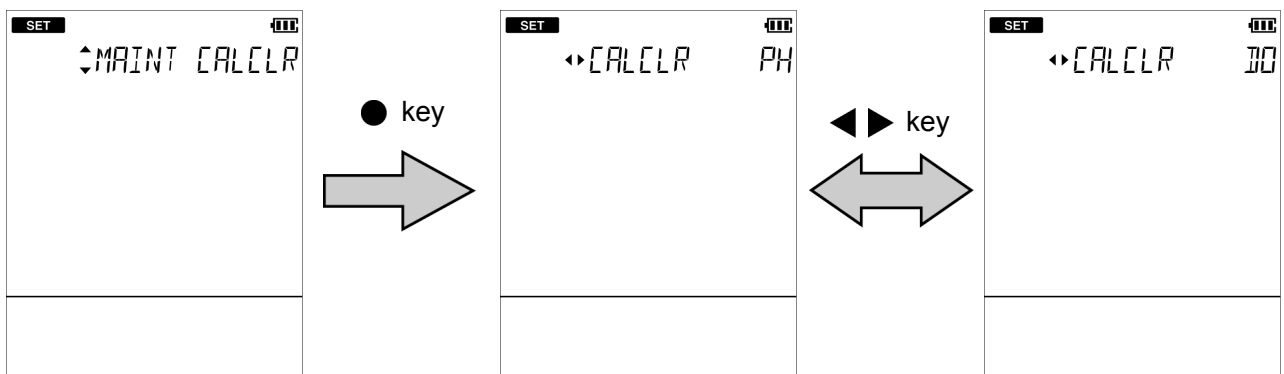 SET
MAINT CALCLR
● key
SET
CALCLR PH
◀ ▶ key
SET
CALCLR DO